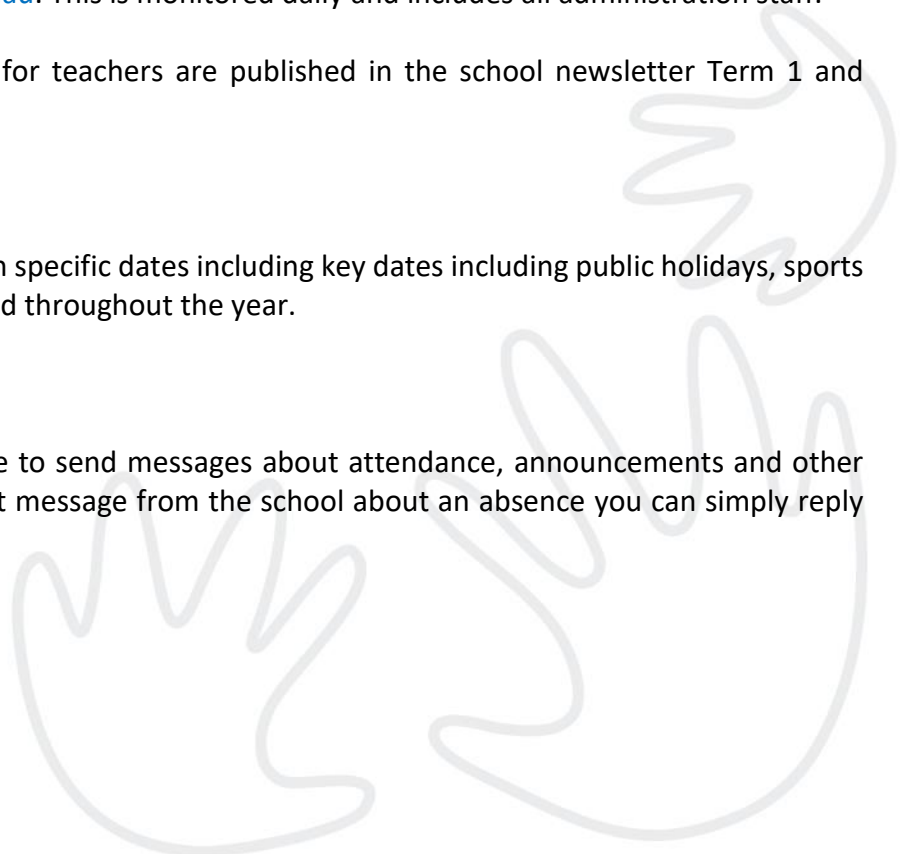 au. This is monitored daily and includes all administration staff.
for teachers are published in the school newsletter Term 1 and
specific dates including key dates including public holidays, sports
d throughout the year.
to send messages about attendance, announcements and other
message from the school about an absence you can simply reply